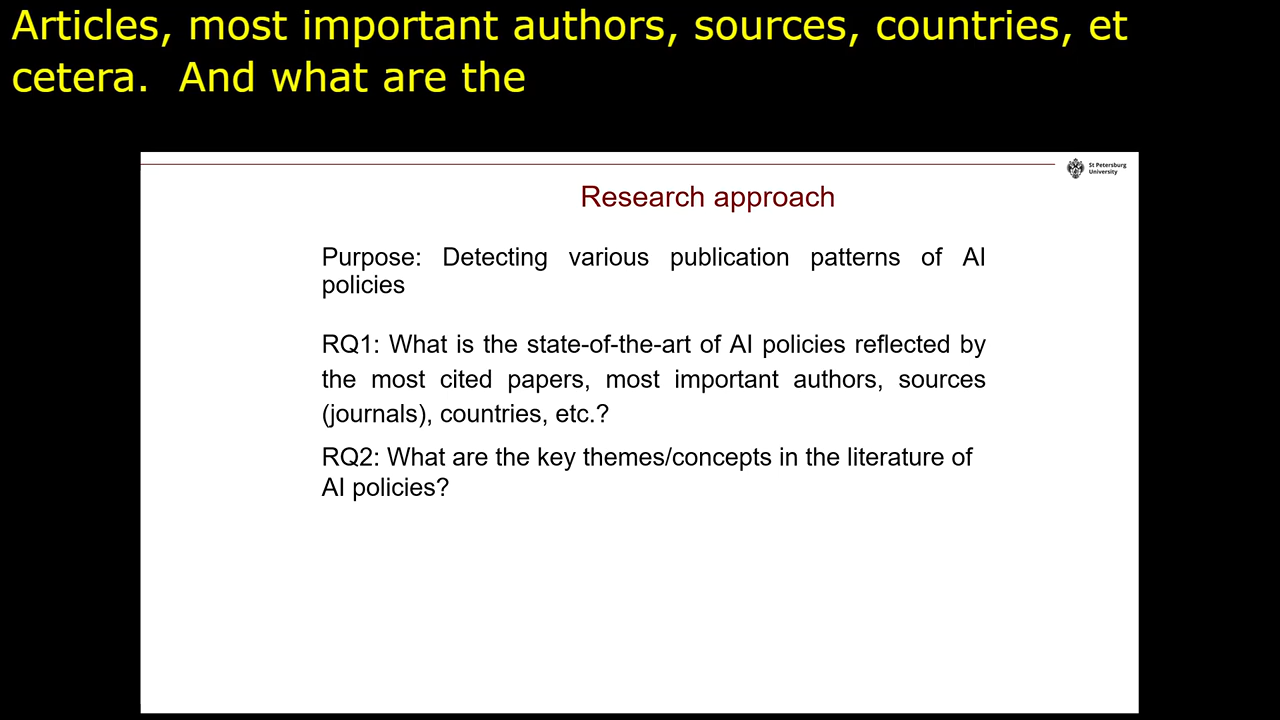 Articles, most important authors, sources, countries, et
cetera.  And what are the
St Petersburg
University
Research approach
Purpose: Detecting various publication patterns of AI
policies
RQ1: What is the state-of-the-art of AI policies reflected by
the most cited papers, most important authors, sources
(journals), countries, etc.?
RQ2: What are the key themes/concepts in the literature of
AI policies?